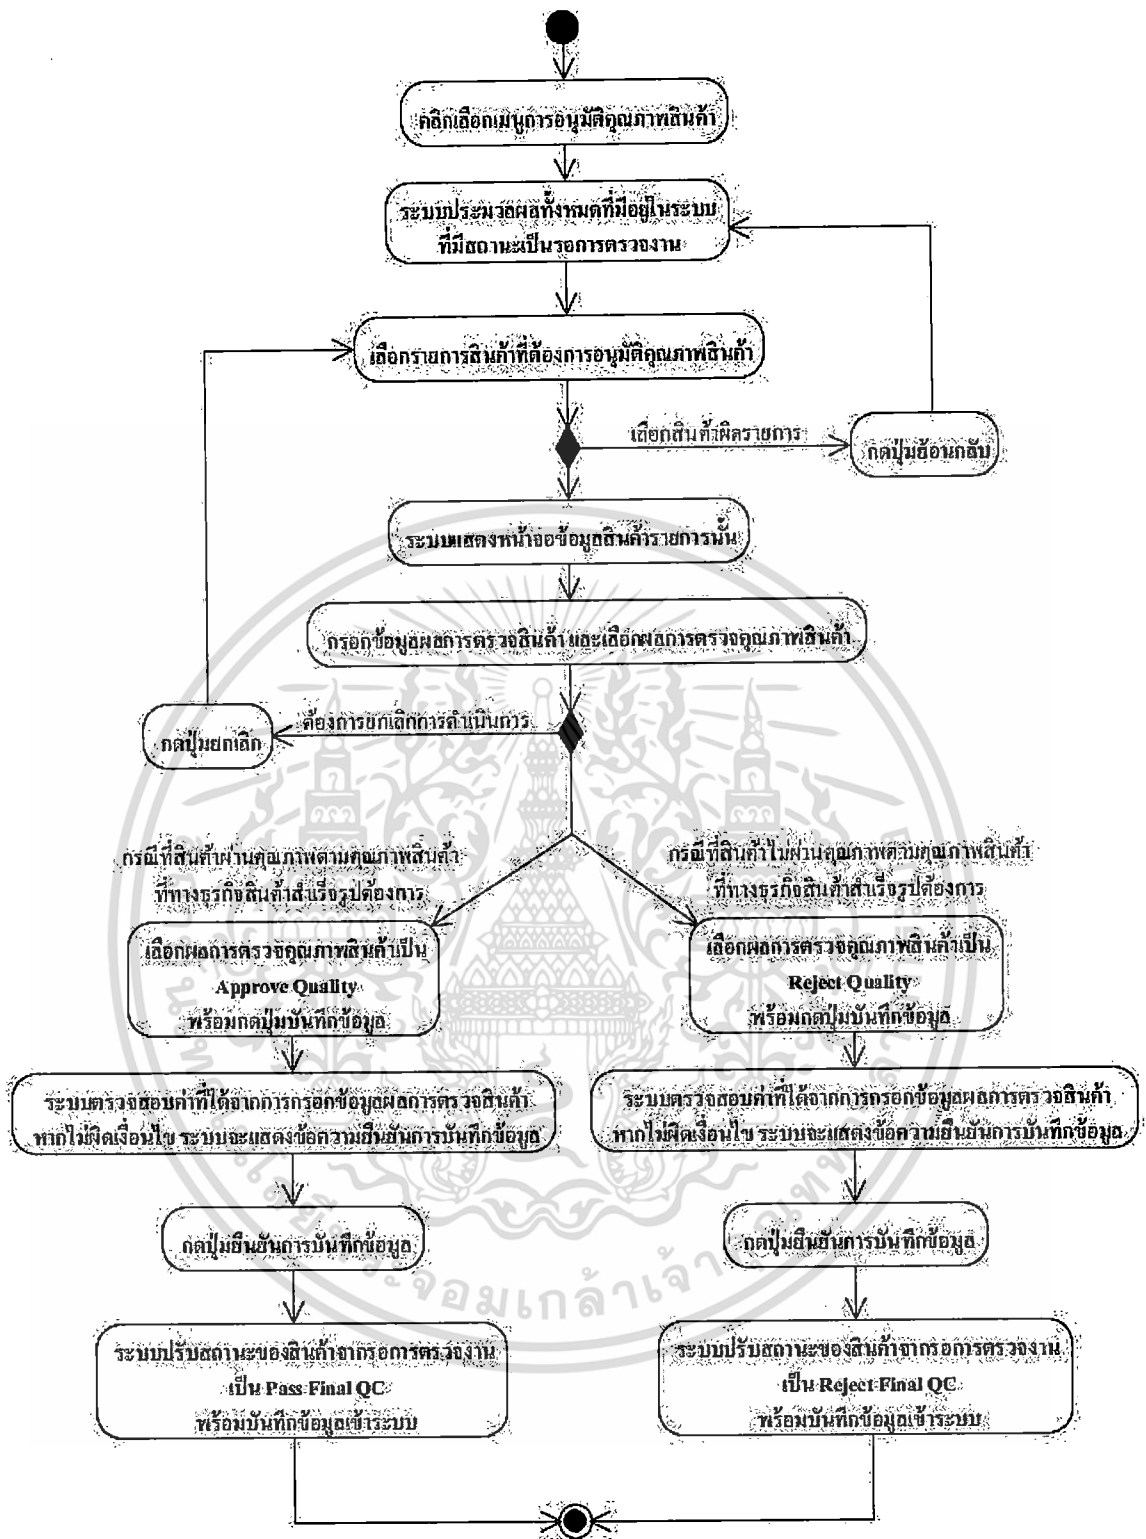 คลิกเลือกเมนูการอนุมัติคุณภาพสินค้า
ระบบประมวลผลทั้งหมดที่มีอยู่ในระบบ
ที่มีสถานะเป็นรอการตรวจงาน
เลือกรายการสินค้าที่ต้องการอนุมัติคุณภาพสินค้า
เลือกสินค้าผิดรายการ
กดปุ่มย้อนกลับ
ระบบแสดงหน้าจอข้อมูลสินค้ารายการนั้น
กรอกข้อมูลผลการตรวจสินค้า และเลือกผลการตรวจคุณภาพสินค้า
ต้องการยกเลิกการดำเนินการ
กดปุ่มยกเลิก
กรณีที่สินค้าผ่านคุณภาพตามคุณภาพสินค้า
ที่ทางธุรกิจสินค้าสำเร็จรูปต้องการ
กรณีที่สินค้าไม่ผ่านคุณภาพตามคุณภาพสินค้า
ที่ทางธุรกิจสินค้าสำเร็จรูปต้องการ
เลือกผลการตรวจคุณภาพสินค้าเป็น
Approve Quality
พร้อมกดปุ่มบันทึกข้อมูล
เลือกผลการตรวจคุณภาพสินค้าเป็น
Reject Quality
พร้อมกดปุ่มบันทึกข้อมูล
ระบบตรวจสอบค่าที่ได้จากการกรอกข้อมูลผลการตรวจสินค้า
หากไม่ผิดเงื่อนไข ระบบจะแสดงข้อความยืนยันการบันทึกข้อมูล
ระบบตรวจสอบค่าที่ได้จากการกรอกข้อมูลผลการตรวจสินค้า
หากไม่ผิดเงื่อนไข ระบบจะแสดงข้อความยืนยันการบันทึกข้อมูล
กดปุ่มยืนยันการบันทึกข้อมูล
กดปุ่มยืนยันการบันทึกข้อมูล
ระบบปรับสถานะของสินค้าจากรอการตรวจงาน
เป็น Pass Final QC
พร้อมบันทึกข้อมูลเข้าระบบ
ระบบปรับสถานะของสินค้าจากรอการตรวจงาน
เป็น Reject Final QC
พร้อมบันทึกข้อมูลเข้าระบบ